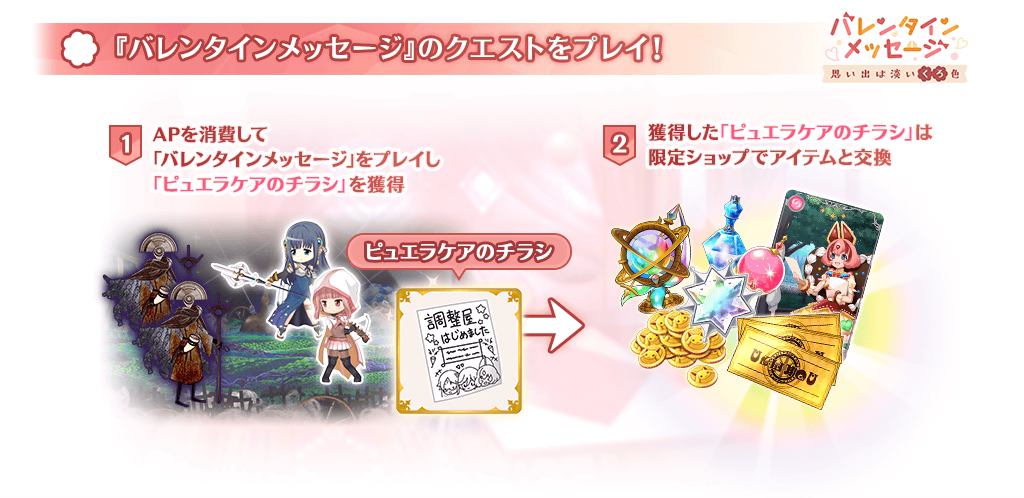 『バレンタインメッセージ』のクエストをプレイ!
バレンタイン
メッセージ
思い出は淡いくろ色
1
APを消費して
「バレンタインメッセージ」をプレイし
「ピュエラケアのチラシ」を獲得
2
獲得した「ピュエラケアのチラシ」は
限定ショップでアイテムと交換
ピュエラケアのチラシ
調整屋
はじめました